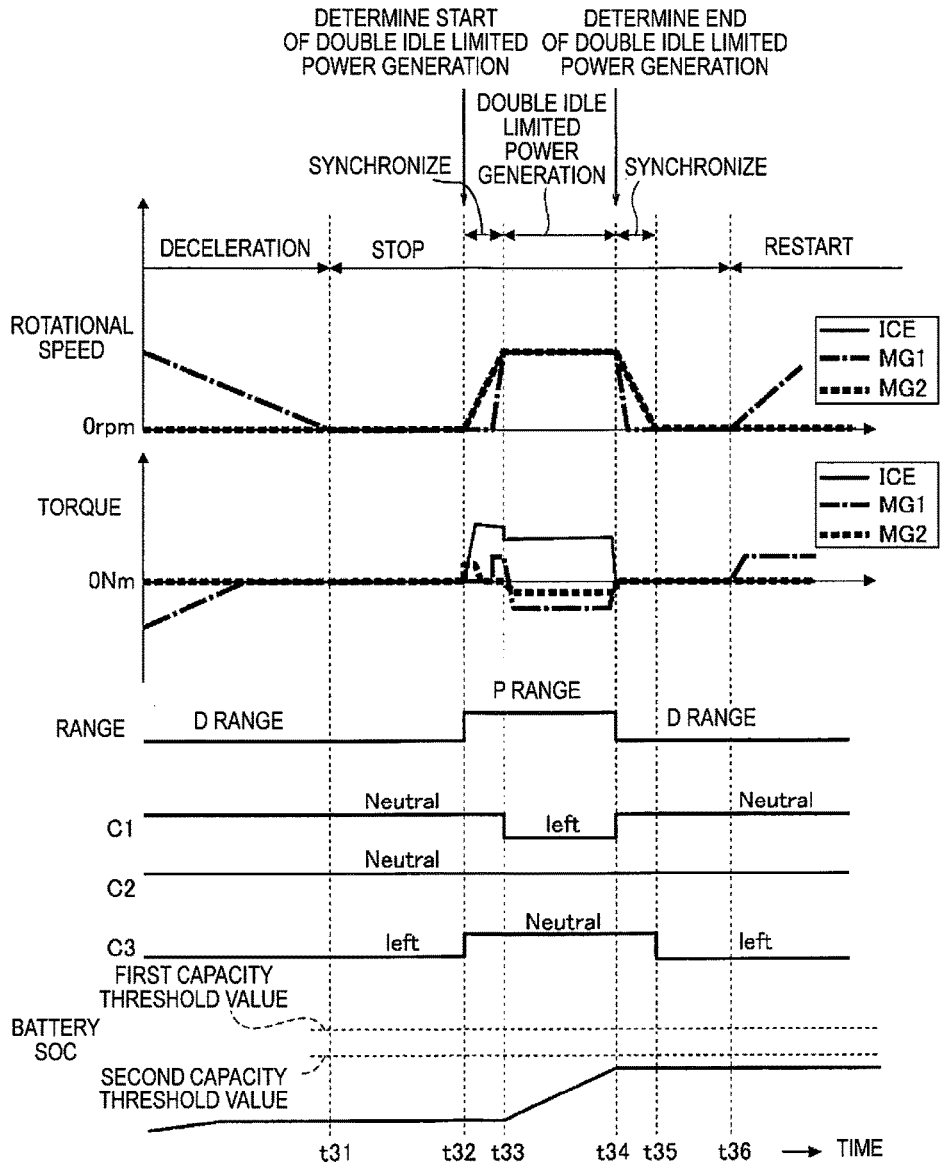 DETERMINE START
OF DOUBLE IDLE LIMITED
POWER GENERATION
DETERMINE END
OF DOUBLE IDLE LIMITED
POWER GENERATION
DOUBLE IDLE
LIMITED
POWER
GENERATION
SYNCHRONIZE
SYNCHRONIZE
DECELERATION
STOP
RESTART
ROTATIONAL
SPEED
ICE
MG1
MG2
0rpm
TORQUE
ICE
MG1
MG2
0Nm
P RANGE
RANGE
D RANGE
D RANGE
C1
Neutral
left
Neutral
C2
Neutral
C3
left
Neutral
left
FIRST CAPACITY
THRESHOLD VALUE
BATTERY
SOC
SECOND CAPACITY
THRESHOLD VALUE
t31
t32
t33
t34
t35
t36
TIME